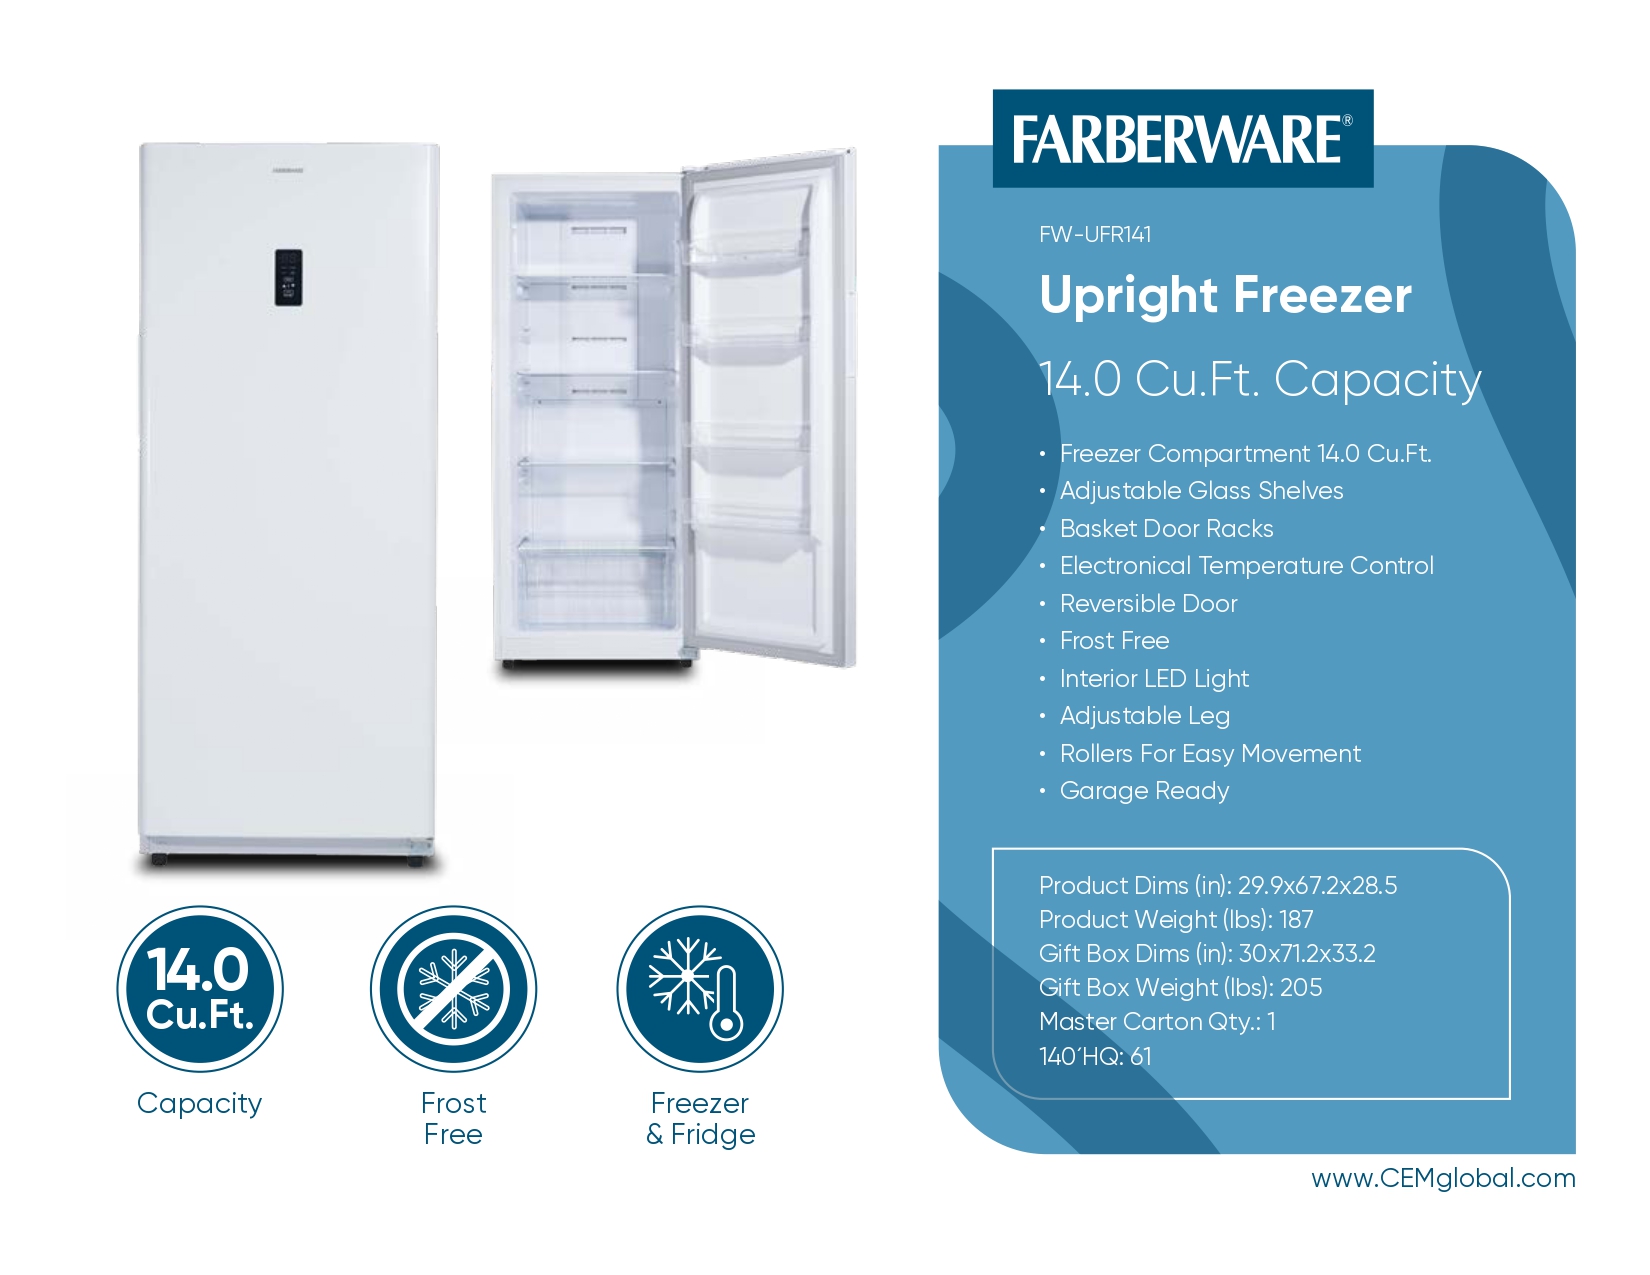 FARBERWARE
FARBERWARE®
FW-UFR141
Upright Freezer
14.0 Cu.Ft. Capacity
• Freezer Compartment 14.0 Cu.Ft.
• Adjustable Glass Shelves
• Basket Door Racks
• Electronical Temperature Control
• Reversible Door
• Frost Free
• Interior LED Light
• Adjustable Leg
• Rollers For Easy Movement
• Garage Ready
Product Dims (in): 29.9x67.2x28.5
Product Weight (lbs): 187
Gift Box Dims (in): 30x71.2x33.2
Gift Box Weight (lbs): 205
Master Carton Qty.: 1
140´HQ: 61
14.0
Cu.Ft.
Capacity
Frost
Free
Freezer
& Fridge
www.CEMglobal.com